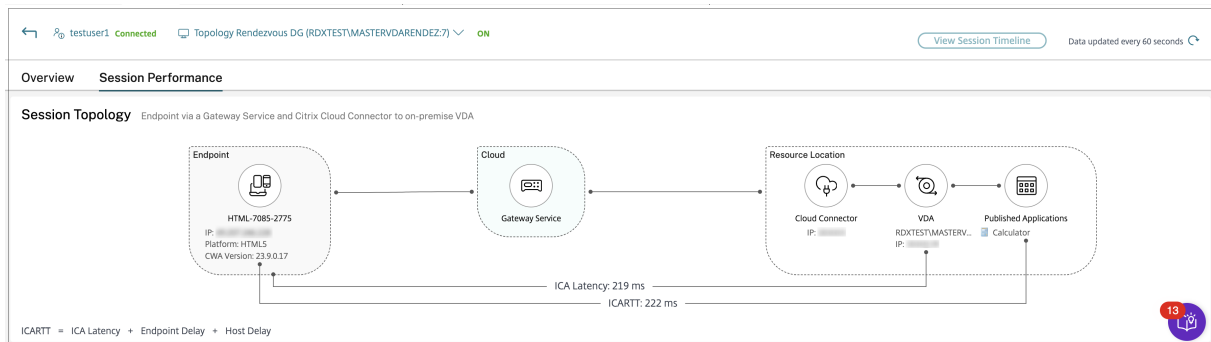 testuser1 Connected Topology Rendezvous DG (RDXTEST\MASTERVDARENDEZ:7) ON View Session Timeline Data updated every 60 seconds
Overview Session Performance
Session Topology Endpoint via a Gateway Service and Citrix Cloud Connector to on-premise VDA
Endpoint Cloud Resource Location
HTML-7085-2775 Gateway Service Cloud Connector VDA Published Applications
IP: IP: RDXTEST\MASTERV... Calculator
Platform: HTML5 IP:
CWA Version: 23.9.0.17
ICA Latency: 219 ms
ICARTT: 222 ms
13
ICARTT = ICA Latency + Endpoint Delay + Host Delay